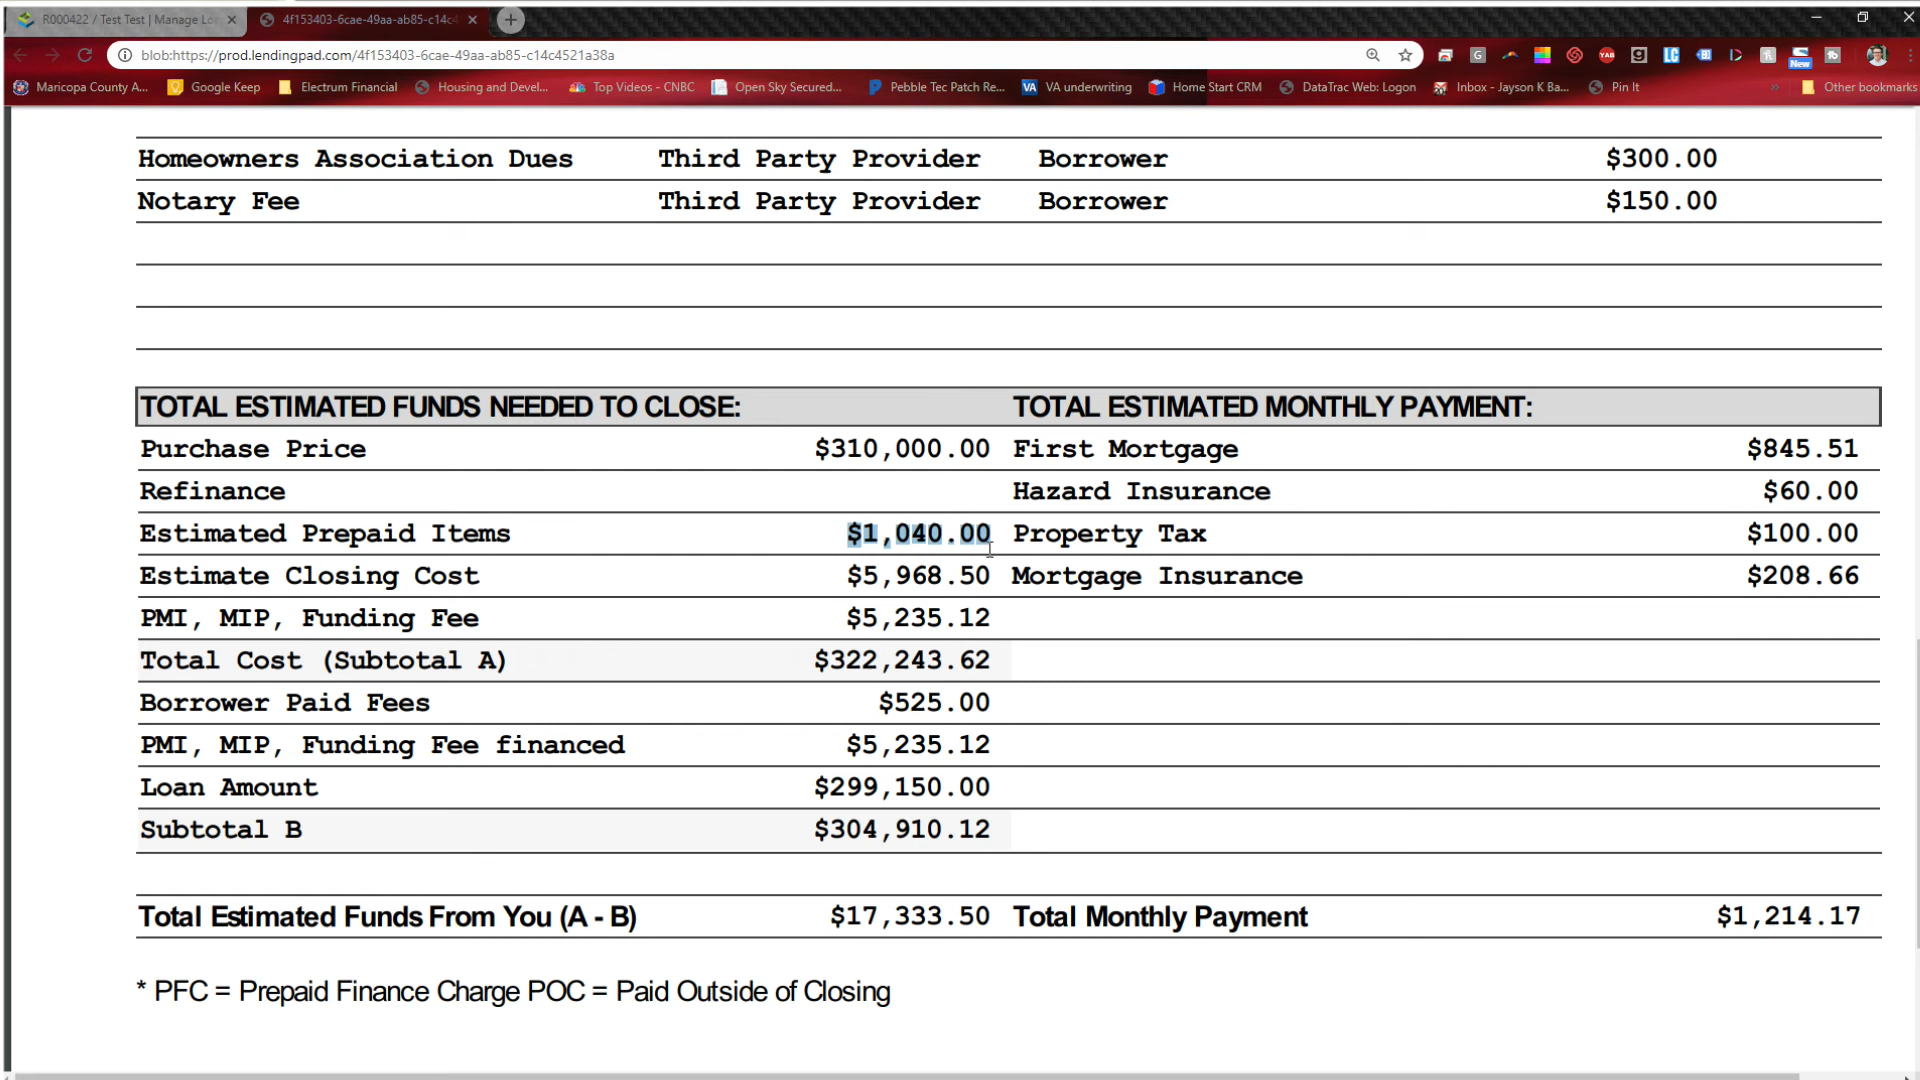 R000422 / Test Test | Manage Lo
4f153403-6cae-49aa-ab85-c14c4
blob:https://prod.lendingpad.com/4f153403-6cae-49aa-ab85-c14c4521a38a
Maricopa County A... Google Keep Electrum Financial Housing and Devel... Top Videos - CNBC Open Sky Secured... Pebble Tec Patch Re... VA VA underwriting Home Start CRM DataTrac Web: Logon Inbox - Jayson K Ba... Pin It » Other bookmarks
New
Homeowners Association Dues Third Party Provider Borrower $300.00
Notary Fee Third Party Provider Borrower $150.00
TOTAL ESTIMATED FUNDS NEEDED TO CLOSE: TOTAL ESTIMATED MONTHLY PAYMENT:
Purchase Price $310,000.00 First Mortgage $845.51
Refinance Hazard Insurance $60.00
Estimated Prepaid Items $1,040.00 Property Tax $100.00
Estimate Closing Cost $5,968.50 Mortgage Insurance $208.66
PMI, MIP, Funding Fee $5,235.12
Total Cost (Subtotal A) $322,243.62
Borrower Paid Fees $525.00
PMI, MIP, Funding Fee financed $5,235.12
Loan Amount $299,150.00
Subtotal B $304,910.12
Total Estimated Funds From You (A - B) $17,333.50 Total Monthly Payment $1,214.17
* PFC = Prepaid Finance Charge POC = Paid Outside of Closing